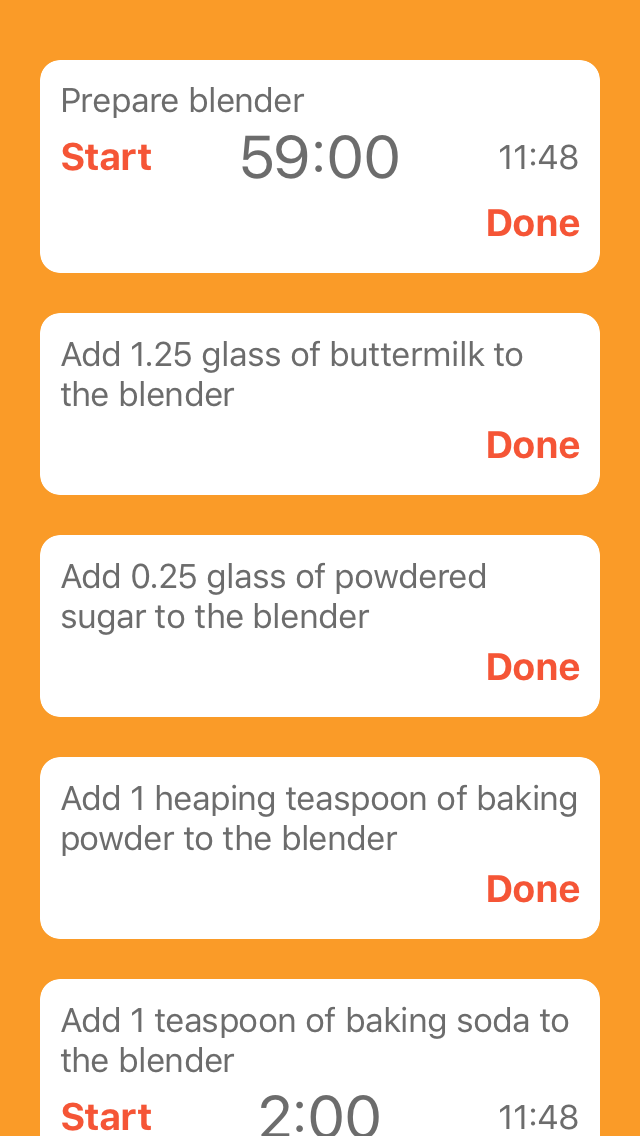 Prepare blender
Start 59:00 11:48
Done
Add 1.25 glass of buttermilk to
the blender
Done
Add 0.25 glass of powdered
sugar to the blender
Done
Add 1 heaping teaspoon of baking
powder to the blender
Done
Add 1 teaspoon of baking soda to
the blender
Start 2:00 11:48